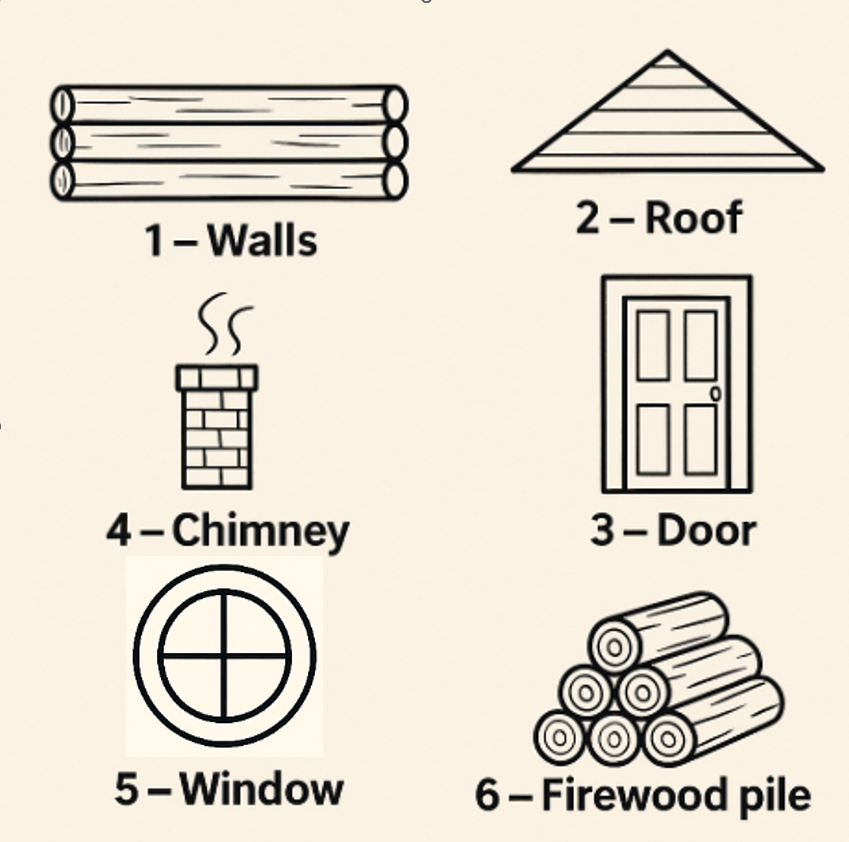 1 – Walls
2 – Roof
4 – Chimney
3 – Door
5 – Window
6 – Firewood pile